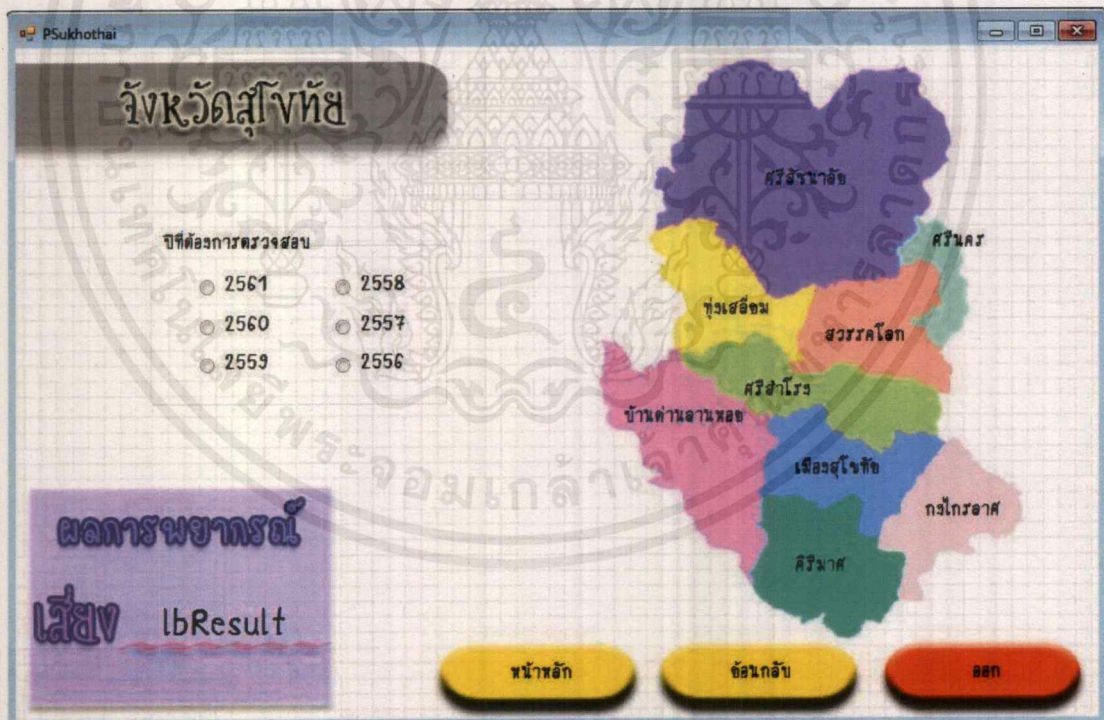 PSukhothai
จังหวัดสุโขทัย
ปีที่ต้องการตรวจสอบ
2561 2558
2560 2557
2559 2556
ผลการพยากรณ์
เสี่ยง lbResult
ศรีสัชนาลัย
ศรีนคร
ทุ่งเสลี่ยม
สวรรคโลก
ศรีสำโรง
บ้านด่านลานหอย
เมืองสุโขทัย
กงไกรลาศ
คีรีมาศ
หน้าหลัก ย้อนกลับ ออก